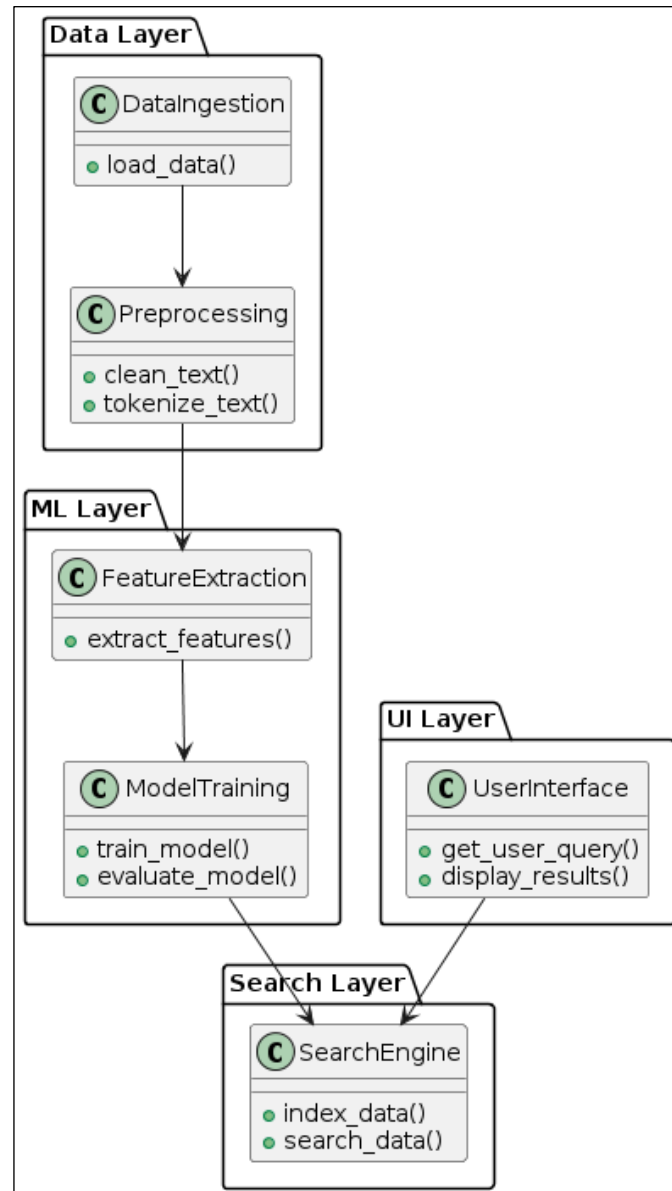 Data Layer
C DataIngestion
load_data()
C Preprocessing
clean_text()
tokenize_text()
ML Layer
C FeatureExtraction
extract_features()
C ModelTraining
train_model()
evaluate_model()
UI Layer
C UserInterface
get_user_query()
display_results()
Search Layer
C SearchEngine
index_data()
search_data()